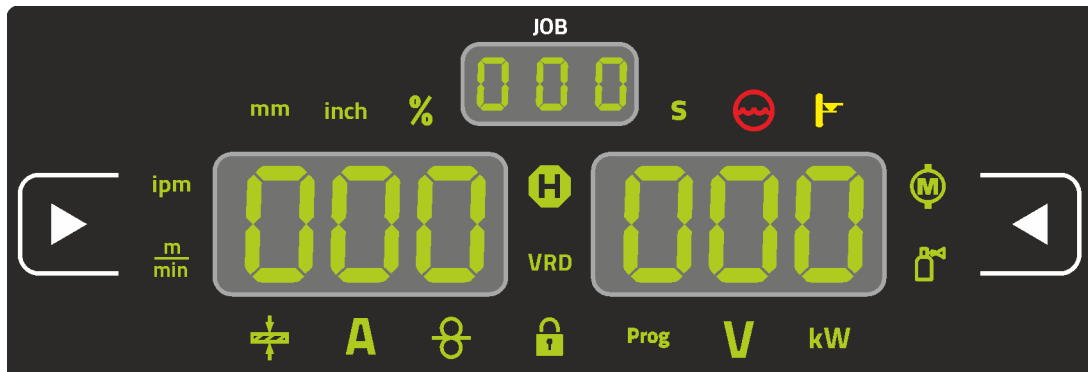 JOB
000
mm inch % S
ipm 000 H 000 M
m
min
VRD
A Prog V kW